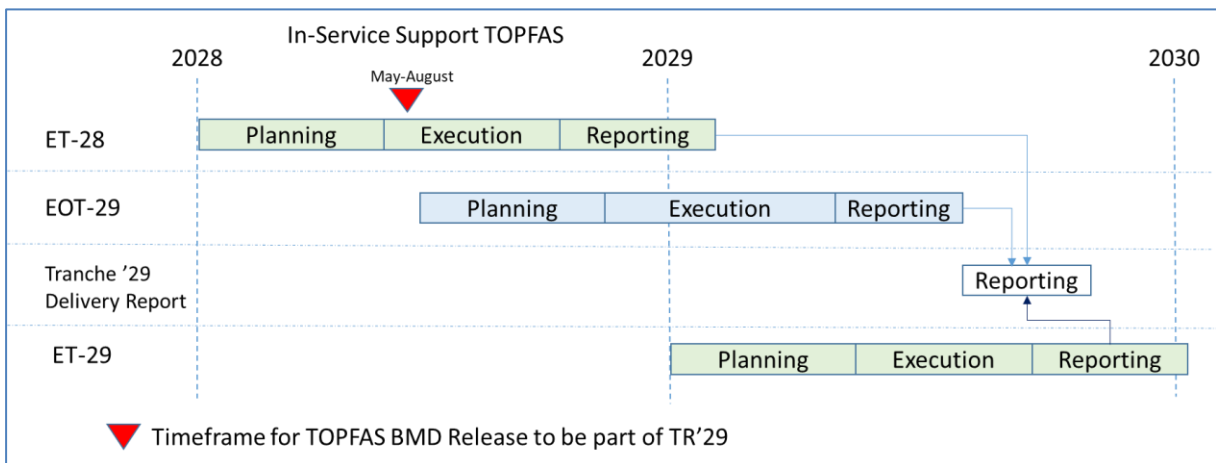 In-Service Support TOPFAS
2028 2029 2030
May-August
ET-28 Planning Execution Reporting
EOT-29 Planning Execution Reporting
Tranche ’29
Delivery Report
Reporting
ET-29 Planning Execution Reporting
Timeframe for TOPFAS BMD Release to be part of TR’29